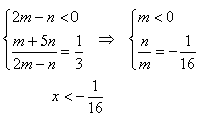 {2m − n < 0
(m + 5n)/(2m − n) = 1/3 ⇒ {m < 0
n/m = −1/16
x < −1/16